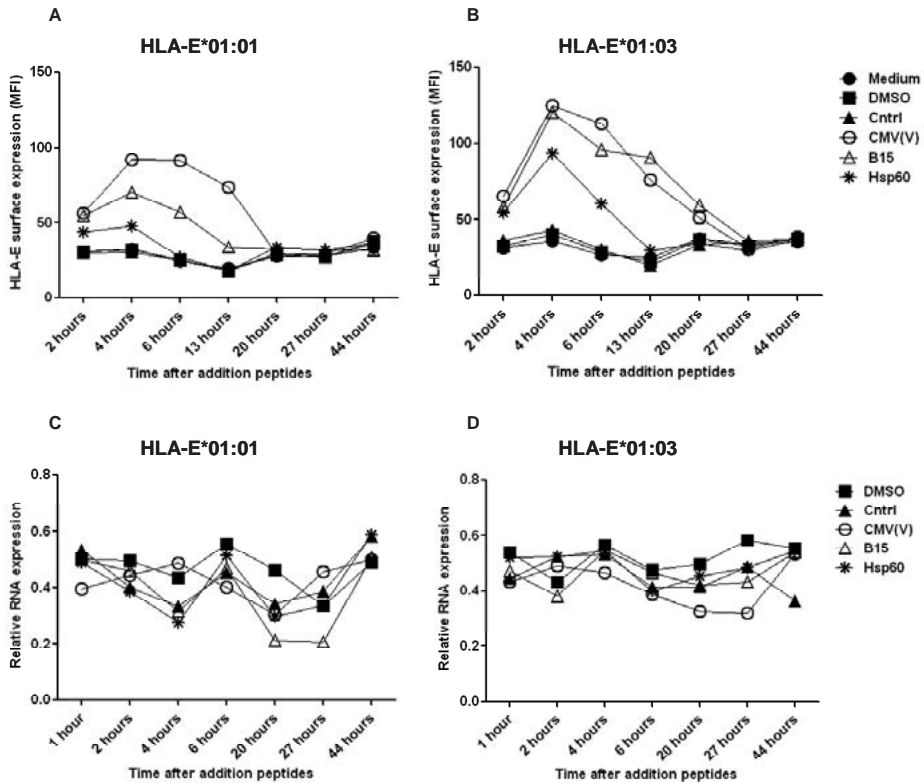 A
HLA-E*01:01
HLA-E surface expression (MFI)
150
100
50
0
2 hours
4 hours
6 hours
13 hours
20 hours
27 hours
44 hours
Time after addition peptides
B
HLA-E*01:03
HLA-E surface expression (MFI)
150
100
50
0
2 hours
4 hours
6 hours
13 hours
20 hours
27 hours
44 hours
Time after addition peptides
Medium
DMSO
Cntrl
CMV(V)
B15
Hsp60
C
HLA-E*01:01
Relative RNA expression
0.8
0.6
0.4
0.2
0.0
1 hour
2 hours
4 hours
6 hours
20 hours
27 hours
44 hours
Time after addition peptides
D
HLA-E*01:03
Relative RNA expression
0.8
0.6
0.4
0.2
0.0
1 hour
2 hours
4 hours
6 hours
20 hours
27 hours
44 hours
Time after addition peptides
DMSO
Cntrl
CMV(V)
B15
Hsp60